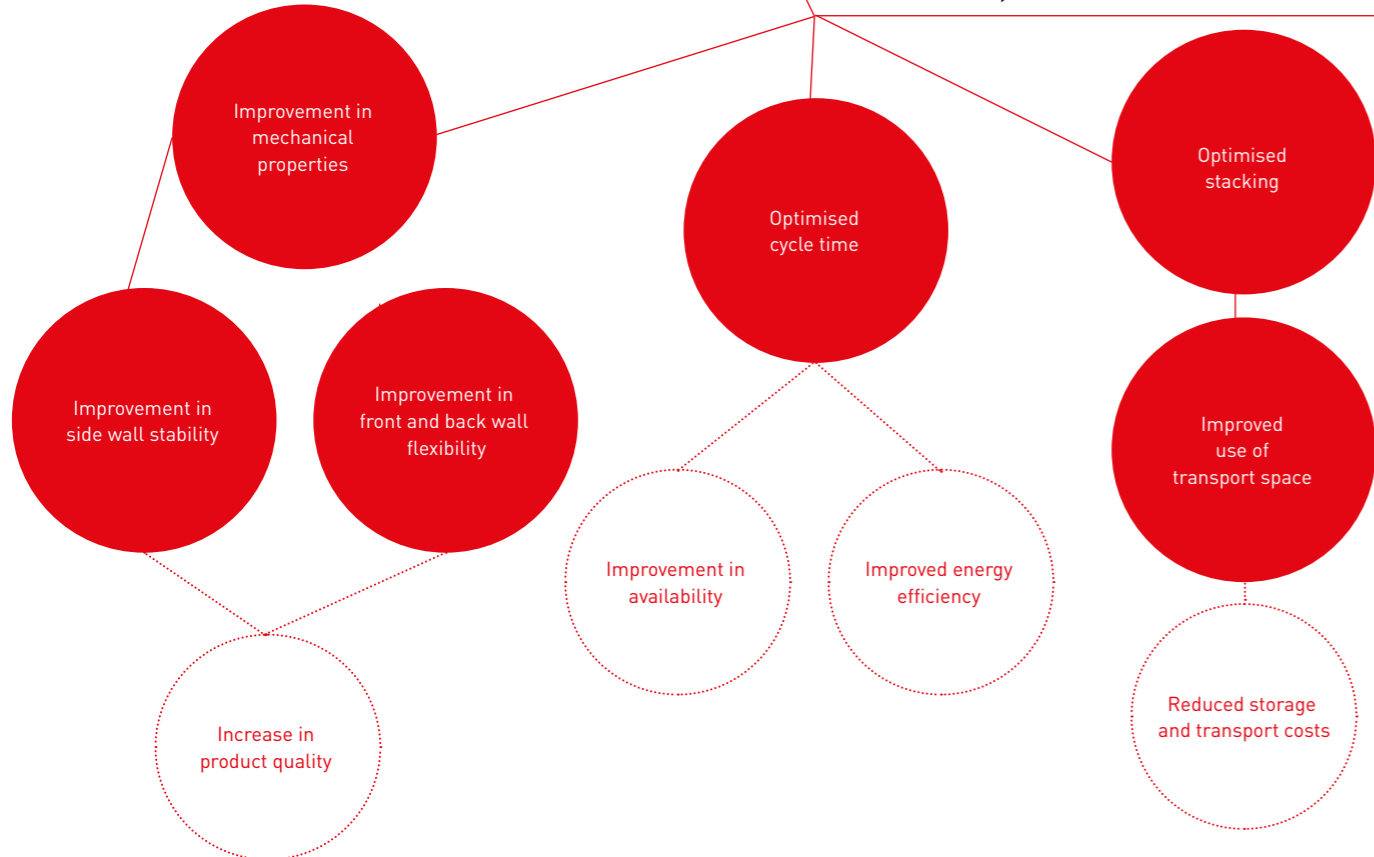 Improvement in
mechanical
properties
Optimised
cycle time
Optimised
stacking
Improvement in
side wall stability
Improvement in
front and back wall
flexibility
Improved
use of
transport space
Improvement in
availability
Improved energy
efficiency
Increase in
product quality
Reduced storage
and transport costs